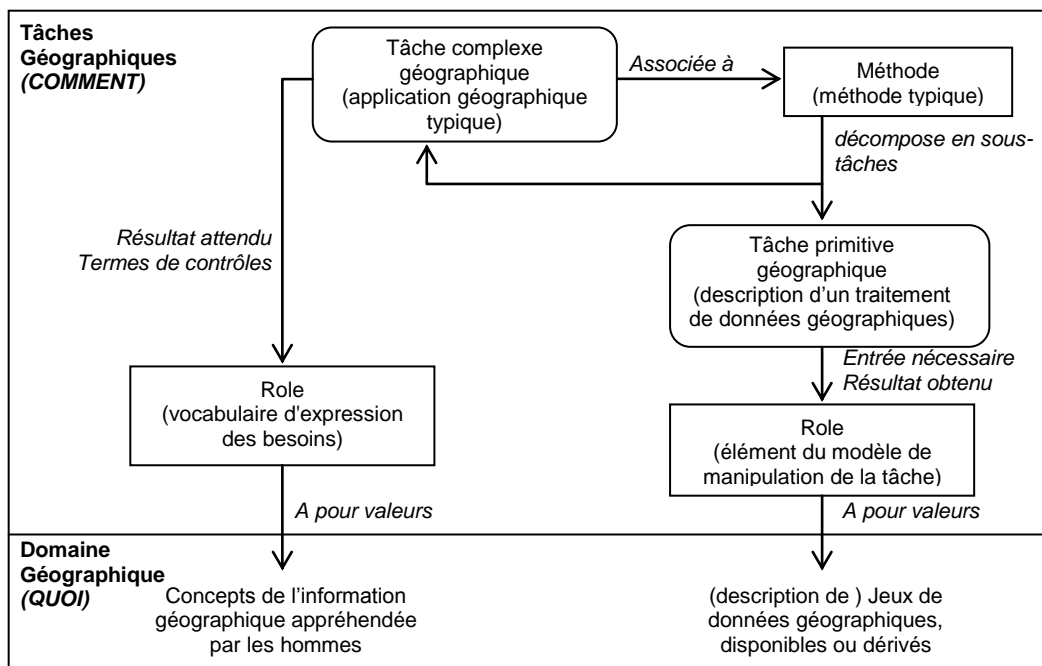 Tâches
Géographiques
(COMMENT)
Tâche complexe
géographique
(application géographique
typique)
Associée à
Méthode
(méthode typique)
décompose en sous-
tâches
Résultat attendu
Termes de contrôles
Tâche primitive
géographique
(description d'un traitement
de données géographiques)
Entrée nécessaire
Résultat obtenu
Role
(vocabulaire d'expression
des besoins)
Role
(élément du modèle de
manipulation de la tâche)
A pour valeurs
A pour valeurs
Domaine
Géographique
(QUOI)
Concepts de l'information
géographique appréhendée
par les hommes
(description de ) Jeux de
données géographiques,
disponibles ou dérivés